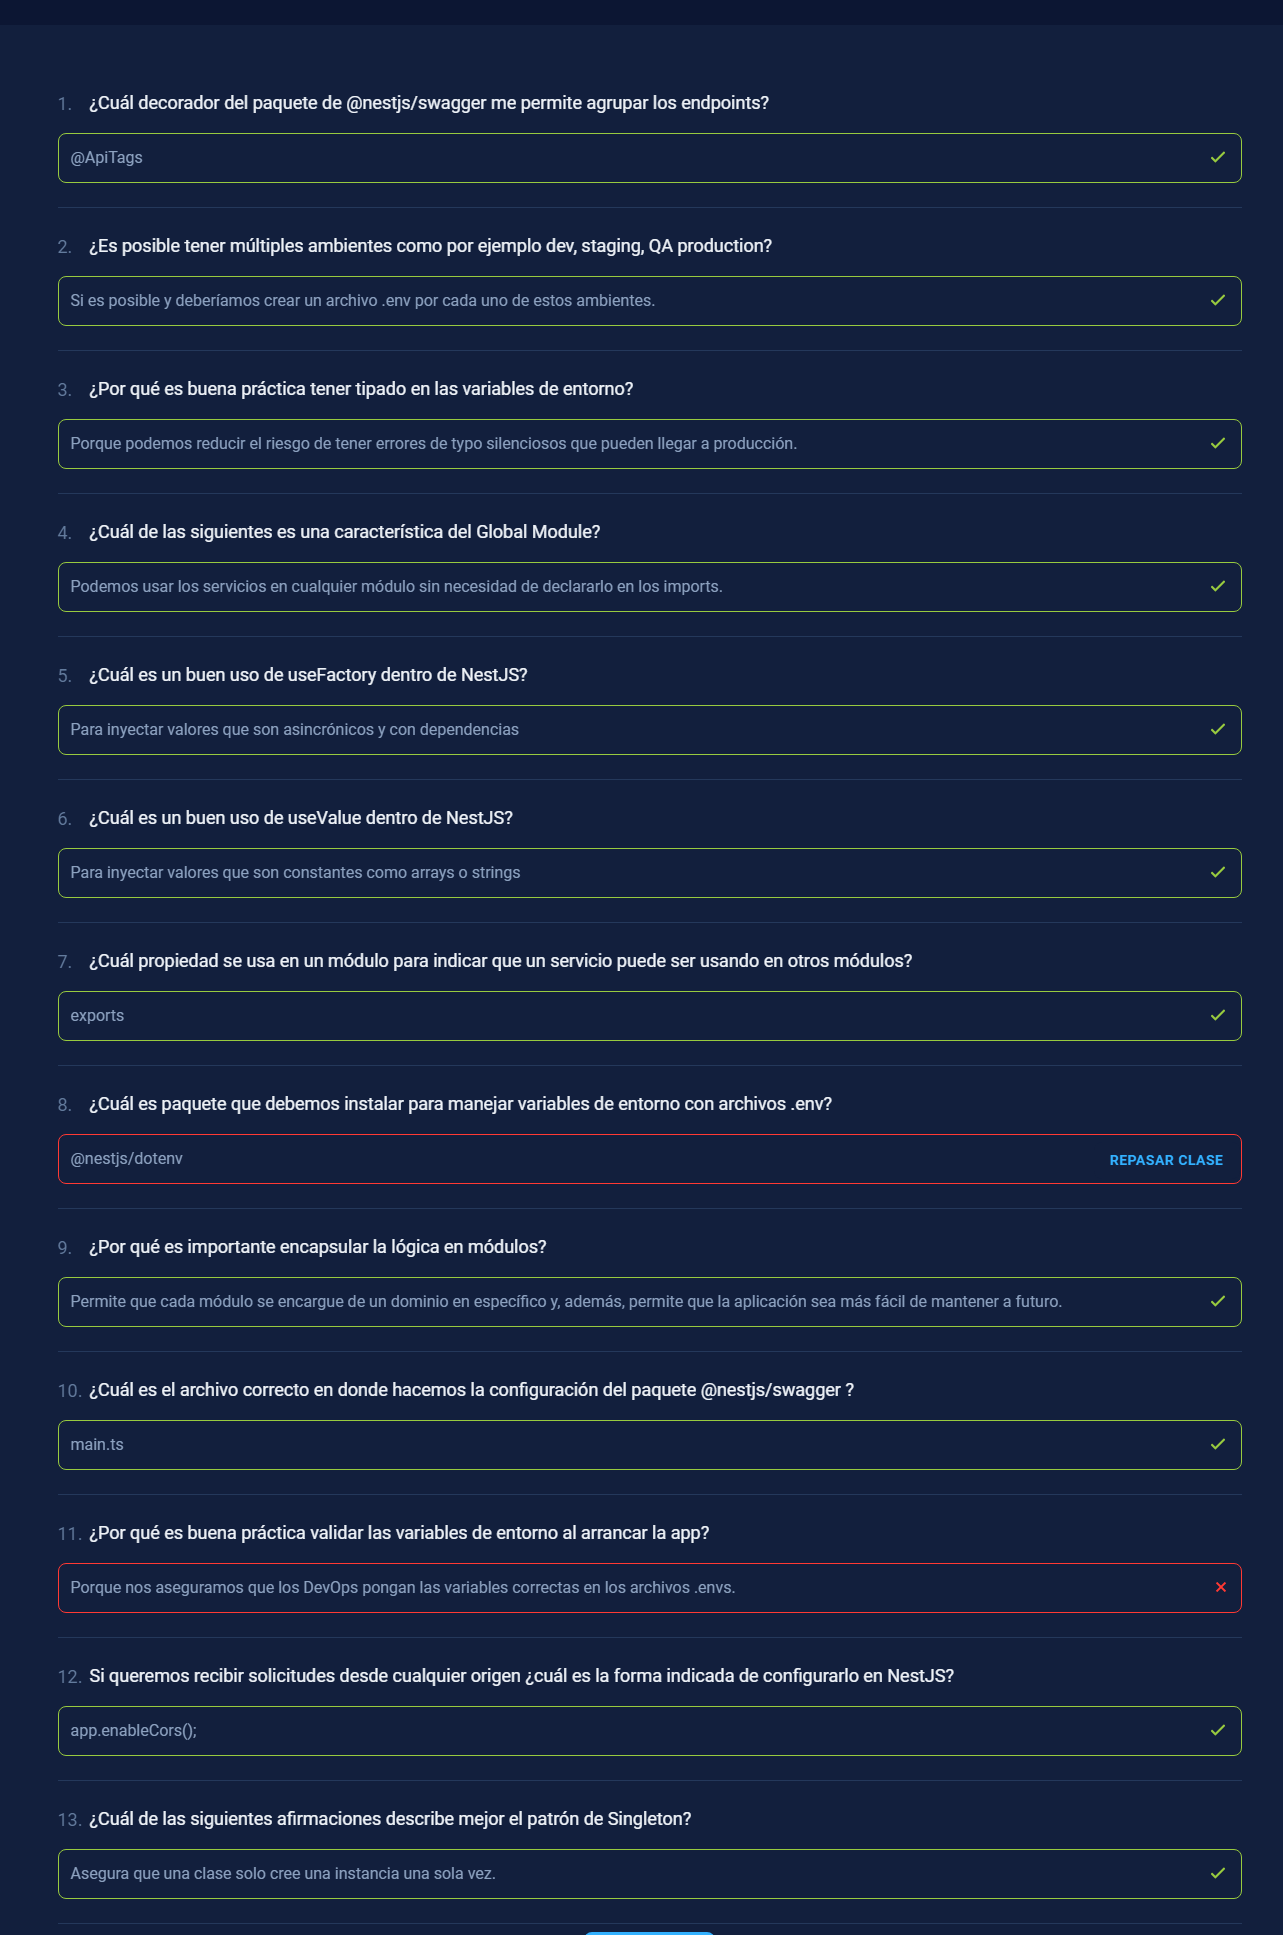 1. ¿Cuál decorador del paquete de @nestjs/swagger me permite agrupar los endpoints?
@ApiTags
2. ¿Es posible tener múltiples ambientes como por ejemplo dev, staging, QA production?
Si es posible y deberíamos crear un archivo .env por cada uno de estos ambientes.
3. ¿Por qué es buena práctica tener tipado en las variables de entorno?
Porque podemos reducir el riesgo de tener errores de typo silenciosos que pueden llegar a producción.
4. ¿Cuál de las siguientes es una característica del Global Module?
Podemos usar los servicios en cualquier módulo sin necesidad de declararlo en los imports.
5. ¿Cuál es un buen uso de useFactory dentro de NestJS?
Para inyectar valores que son asincrónicos y con dependencias
6. ¿Cuál es un buen uso de useValue dentro de NestJS?
Para inyectar valores que son constantes como arrays o strings
7. ¿Cuál propiedad se usa en un módulo para indicar que un servicio puede ser usando en otros módulos?
exports
8. ¿Cuál es paquete que debemos instalar para manejar variables de entorno con archivos .env?
@nestjs/dotenv REPASAR CLASE
9. ¿Por qué es importante encapsular la lógica en módulos?
Permite que cada módulo se encargue de un dominio en específico y, además, permite que la aplicación sea más fácil de mantener a futuro.
10. ¿Cuál es el archivo correcto en donde hacemos la configuración del paquete @nestjs/swagger ?
main.ts
11. ¿Por qué es buena práctica validar las variables de entorno al arrancar la app?
Porque nos aseguramos que los DevOps pongan las variables correctas en los archivos .envs.
12. Si queremos recibir solicitudes desde cualquier origen ¿cuál es la forma indicada de configurarlo en NestJS?
app.enableCors();
13. ¿Cuál de las siguientes afirmaciones describe mejor el patrón de Singleton?
Asegura que una clase solo cree una instancia una sola vez.